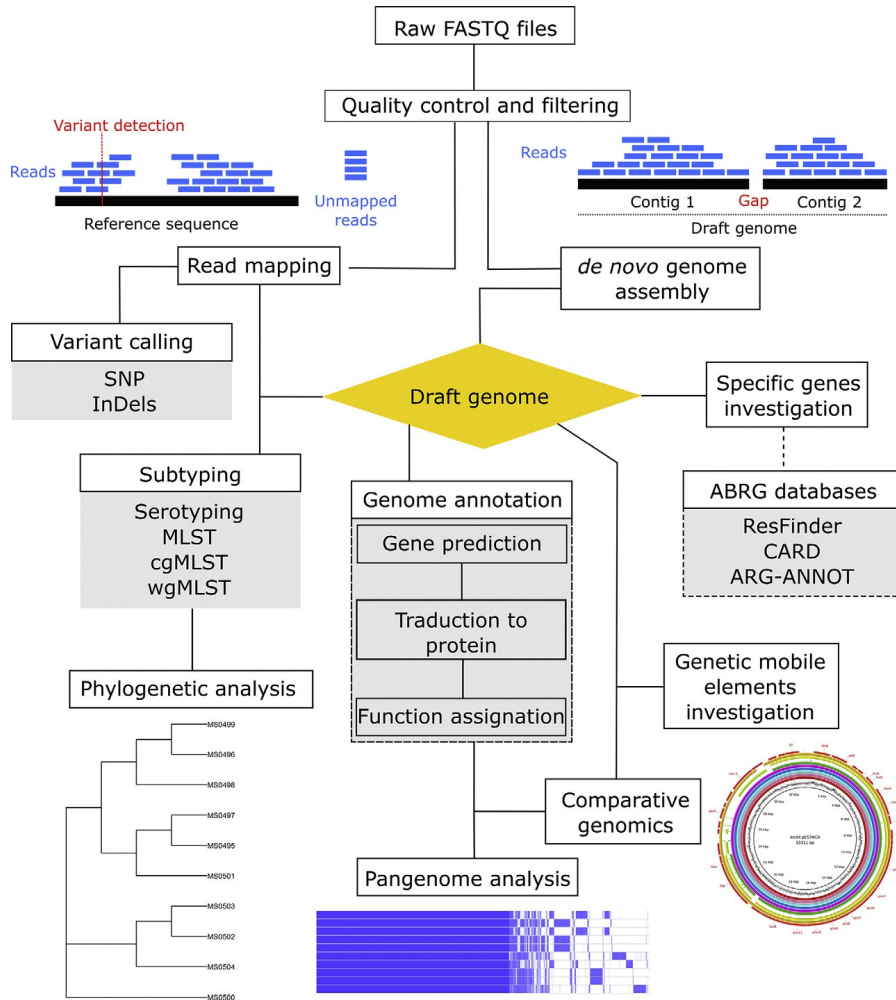 Raw FASTQ files
Quality control and filtering
Variant detection
Reads
Reference sequence
Unmapped
reads
Reads
Contig 1
Gap
Contig 2
Draft genome
Read mapping
de novo genome
assembly
Variant calling
SNP
InDels
Draft genome
Specific genes
investigation
Subtyping
Serotyping
MLST
cgMLST
wgMLST
Genome annotation
Gene prediction
Traduction to
protein
Function assignation
ABRG databases
ResFinder
CARD
ARG-ANNOT
Phylogenetic analysis
Genetic mobile
elements
investigation
MS0499
MS0496
MS0498
MS0497
MS0495
MS0501
MS0503
MS0502
MS0504
MS0500
Comparative
genomics
Pangenome analysis